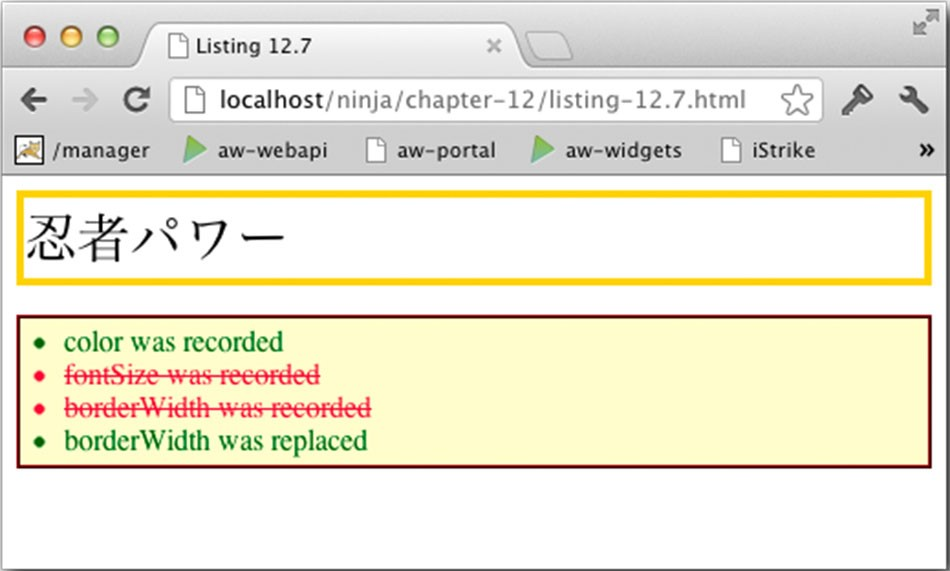 Listing 12.7
localhost/ninja/chapter-12/listing-12.7.html
/manager aw-webapi aw-portal aw-widgets iStrike »
忍者パワー
• color was recorded
• fontSize was recorded
• borderWidth was recorded
• borderWidth was replaced